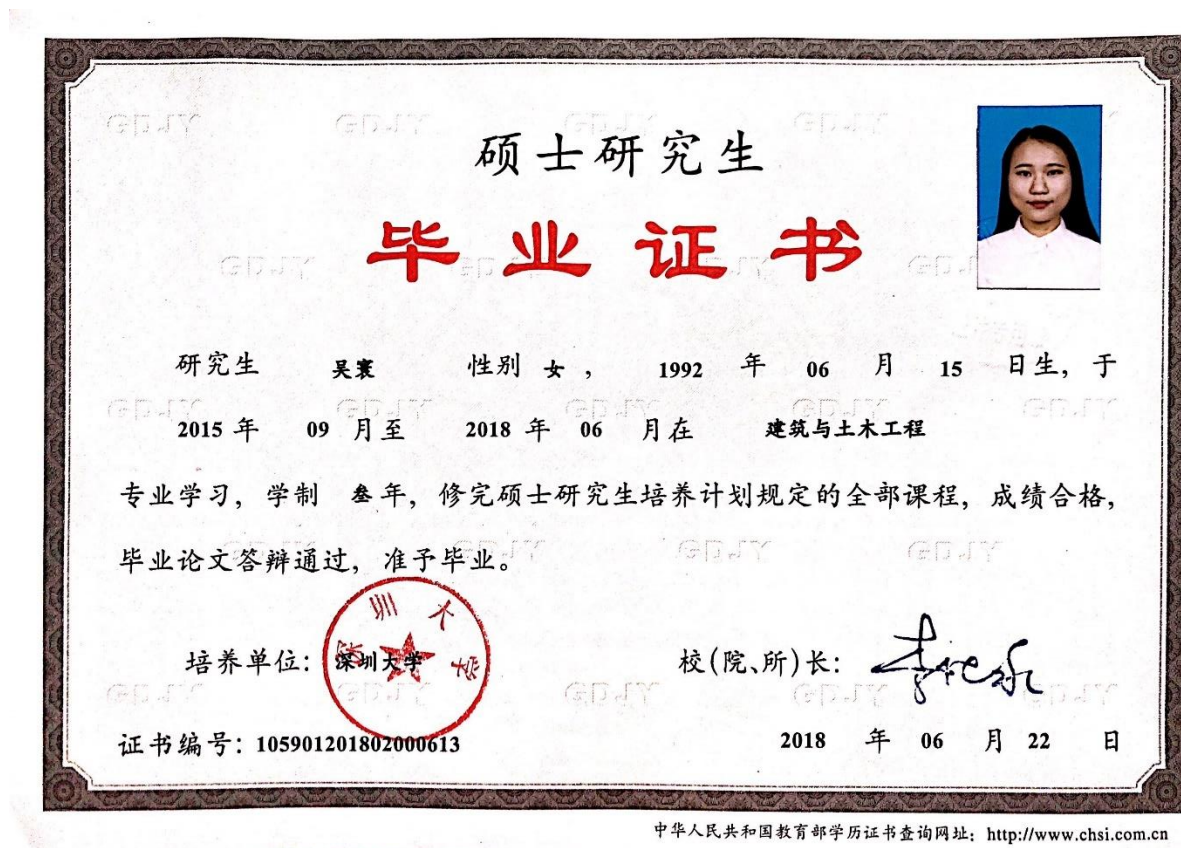 硕士研究生
毕业证书
研究生 吴寰 性别 女， 1992 年 06 月 15 日生，于
2015 年 09 月至 2018 年 06 月在 建筑与土木工程
专业学习，学制 叁年，修完硕士研究生培养计划规定的全部课程，成绩合格，
毕业论文答辩通过，准予毕业。
培养单位：深圳大学
深圳大学
校(院、所)长：
证书编号：105901201802000613
2018 年 06 月 22 日
中华人民共和国教育部学历证书查询网址：http://www.chsi.com.cn